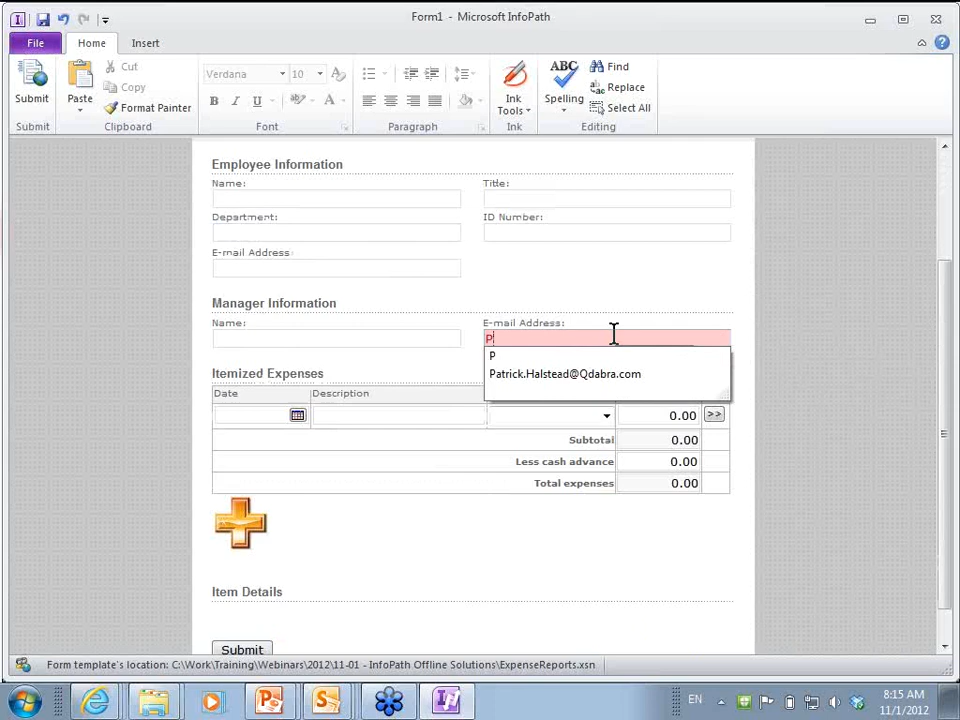 Form1 - Microsoft InfoPath
File Home Insert
Submit
Paste
Cut
Copy
Format Painter
Verdana 10
B I U A
Ink
Tools
ABC
Spelling
Find
Replace
Select All
Submit Clipboard Font Paragraph Ink Editing
Employee Information
Name: Title:
Department: ID Number:
E-mail Address:
Manager Information
Name: E-mail Address:
P
P
Patrick.Halstead@Qdabra.com
Itemized Expenses
Date Description
0.00 >>
Subtotal 0.00
Less cash advance 0.00
Total expenses 0.00
Item Details
Submit
Form template's location: C:\Work\Training\Webinars\2012\11-01 - InfoPath Offline Solutions\ExpenseReports.xsn
EN
8:15 AM
11/1/2012